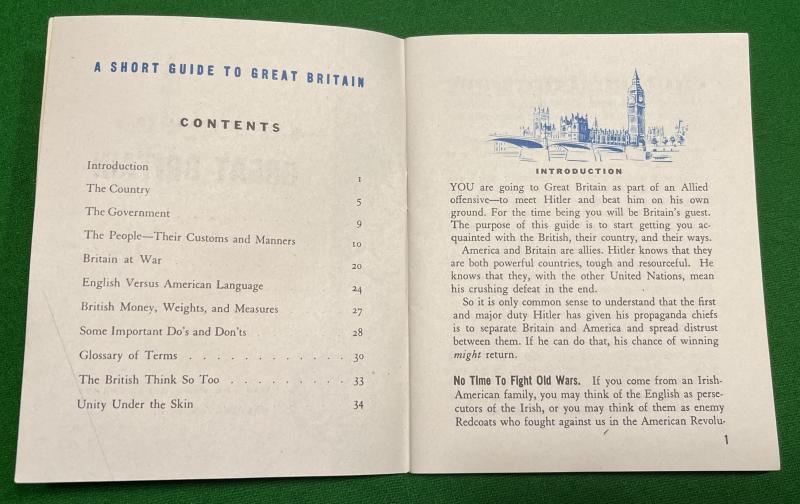 A SHORT GUIDE TO GREAT BRITAIN
CONTENTS
Introduction 1
The Country 5
The Government 9
The People—Their Customs and Manners 10
Britain at War 20
English Versus American Language 24
British Money, Weights, and Measures 27
Some Important Do's and Don'ts 28
Glossary of Terms . . . . . . . . . . 30
The British Think So Too . . . . . . . . 33
Unity Under the Skin 34
INTRODUCTION
YOU are going to Great Britain as part of an Allied
offensive—to meet Hitler and beat him on his own
ground. For the time being you will be Britain's guest.
The purpose of this guide is to start getting you ac-
quainted with the British, their country, and their ways.
America and Britain are allies. Hitler knows that they
are both powerful countries, tough and resourceful. He
knows that they, with the other United Nations, mean
his crushing defeat in the end.
So it is only common sense to understand that the first
and major duty Hitler has given his propaganda chiefs
is to separate Britain and America and spread distrust
between them. If he can do that, his chance of winning
might return.
No Time To Fight Old Wars. If you come from an Irish-
American family, you may think of the English as perse-
cutors of the Irish, or you may think of them as enemy
Redcoats who fought against us in the American Revolu-
1